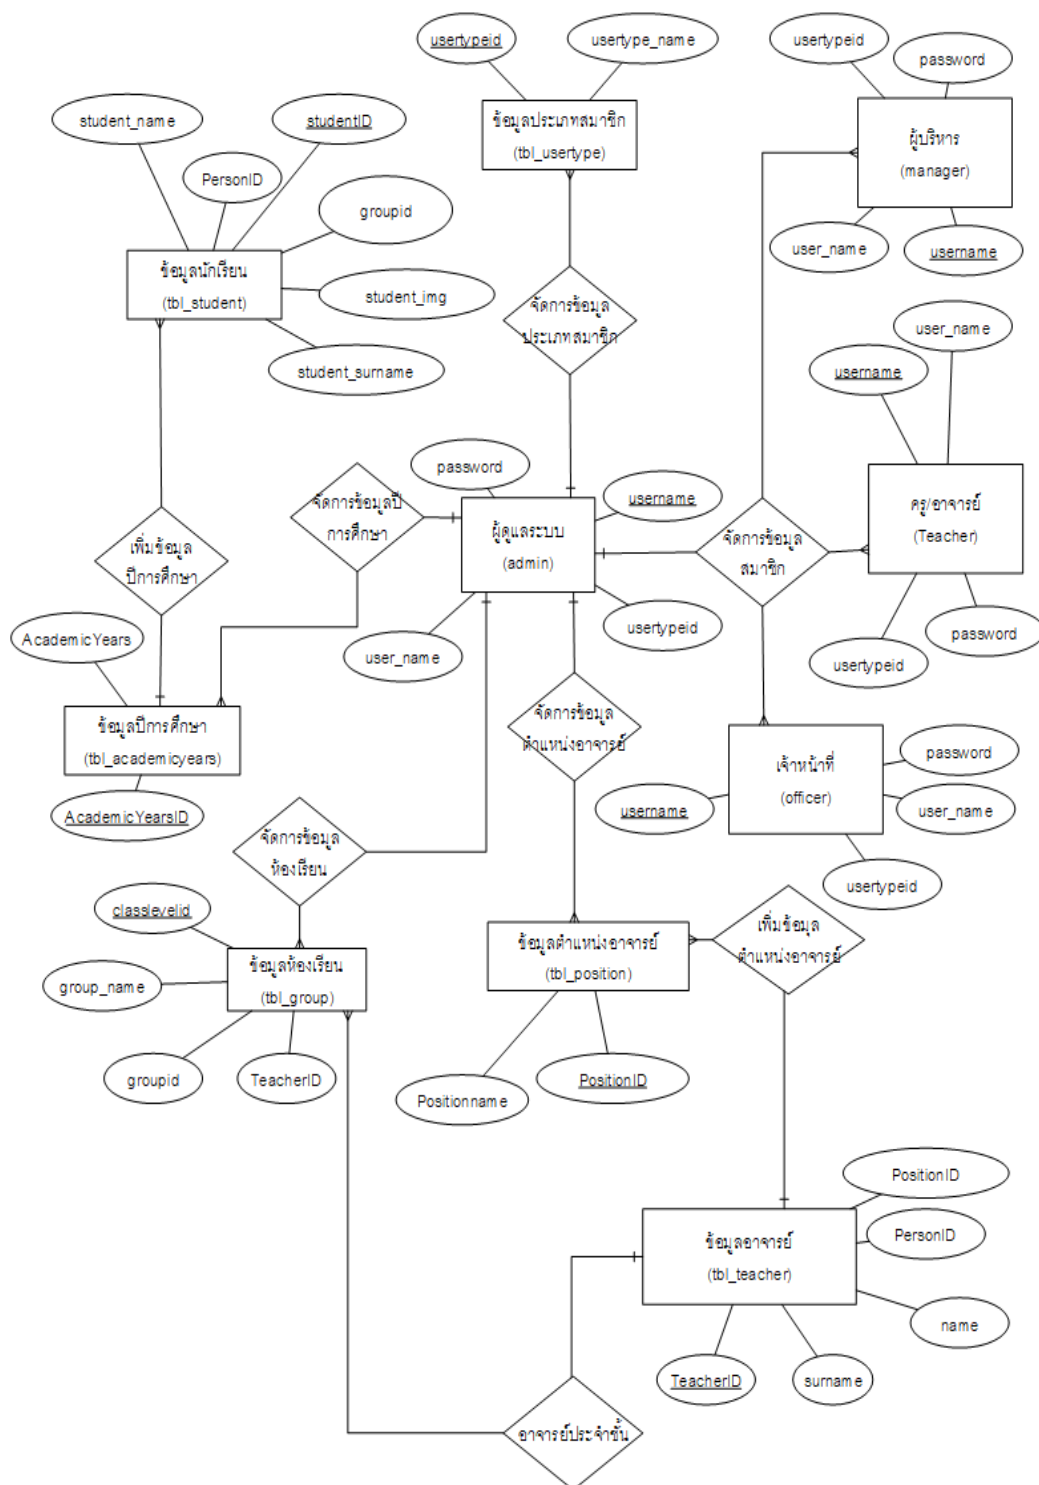 usertypeid
usertype_name
usertypeid
password
student_name
studentID
ข้อมูลประเภทสมาชิก
(tbl_usertype)
ผู้บริหาร
(manager)
PersonID
groupid
user_name
username
ข้อมูลนักเรียน
(tbl_student)
student_img
จัดการข้อมูล
ประเภทสมาชิก
user_name
student_surname
username
password
จัดการข้อมูลปี
การศึกษา
username
ผู้ดูแลระบบ
(admin)
ครู/อาจารย์
(Teacher)
เพิ่มข้อมูล
ปีการศึกษา
จัดการข้อมูล
สมาชิก
AcademicYears
user_name
usertypeid
password
usertypeid
ข้อมูลปีการศึกษา
(tbl_academicyears)
จัดการข้อมูล
ตำแหน่งอาจารย์
เจ้าหน้าที่
(officer)
password
AcademicYearsID
username
user_name
จัดการข้อมูล
ห้องเรียน
usertypeid
classlevelid
ข้อมูลตำแหน่งอาจารย์
(tbl_position)
เพิ่มข้อมุล
ตำแหน่งอาจารย์
ข้อมูลห้องเรียน
(tbl_group)
group_name
groupid
TeacherID
Positionname
PositionID
PositionID
ข้อมูลอาจารย์
(tbl_teacher)
PersonID
name
TeacherID
surname
อาจารย์ประจำชั้น